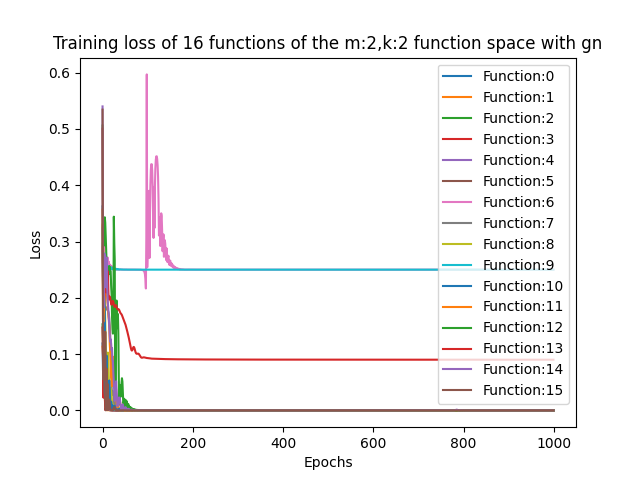 Training loss of 16 functions of the m:2,k:2 function space with gn
0.6
0.5
0.4
0.3
0.2
0.1
0.0
Loss
0
200
400
600
800
1000
Epochs
Function:0
Function:1
Function:2
Function:3
Function:4
Function:5
Function:6
Function:7
Function:8
Function:9
Function:10
Function:11
Function:12
Function:13
Function:14
Function:15